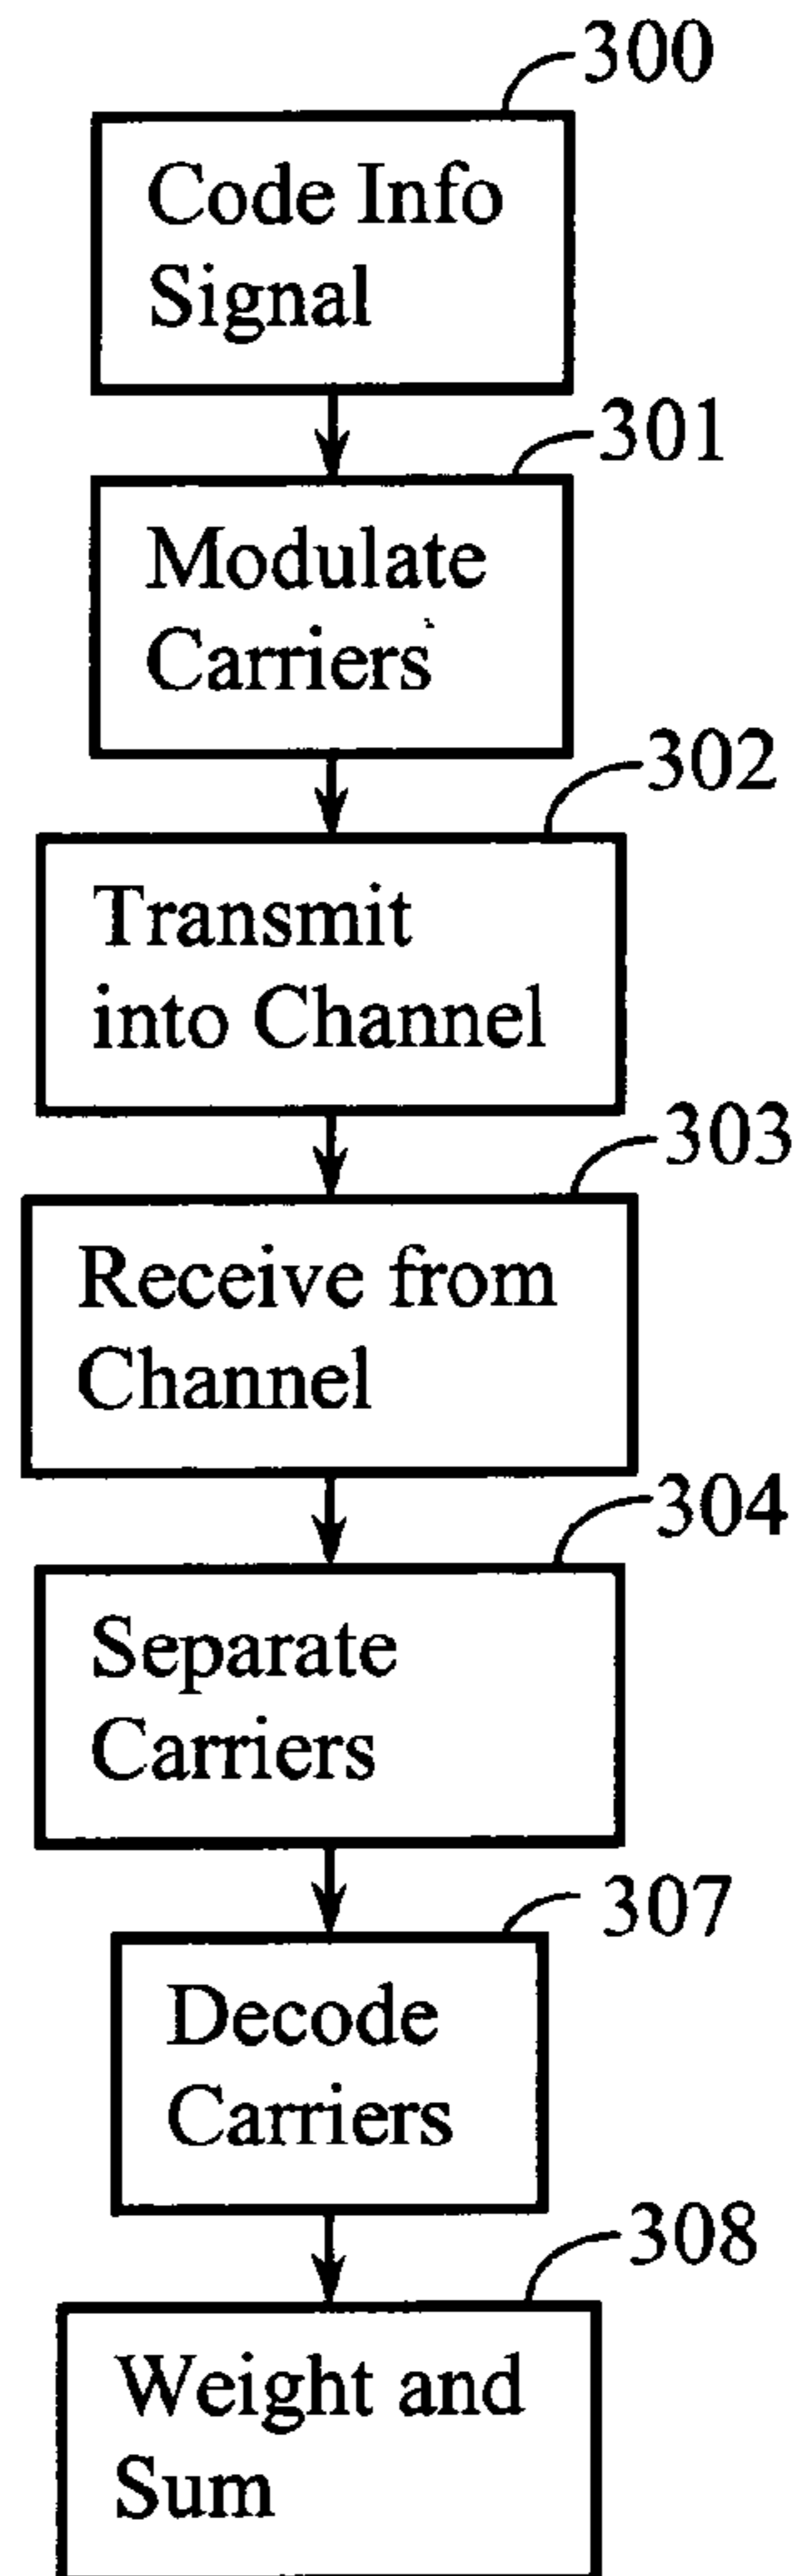 300
Code Info
Signal
301
Modulate
Carriers
302
Transmit
into Channel
303
Receive from
Channel
304
Separate
Carriers
307
Decode
Carriers
308
Weight and
Sum